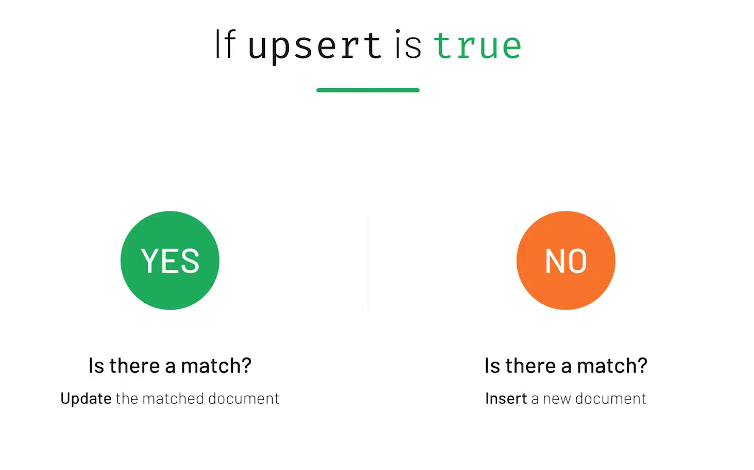 If upsert is true
YES
Is there a match?
Update the matched document
NO
Is there a match?
Insert a new document